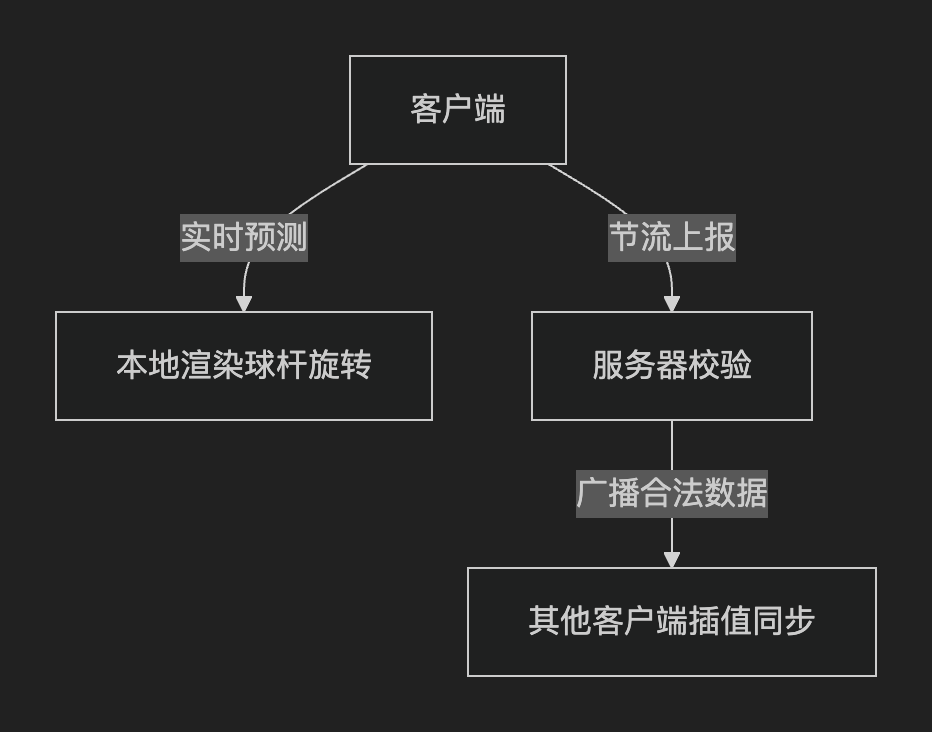 客户端
实时预测
节流上报
本地渲染球杆旋转
服务器校验
广播合法数据
其他客户端插值同步